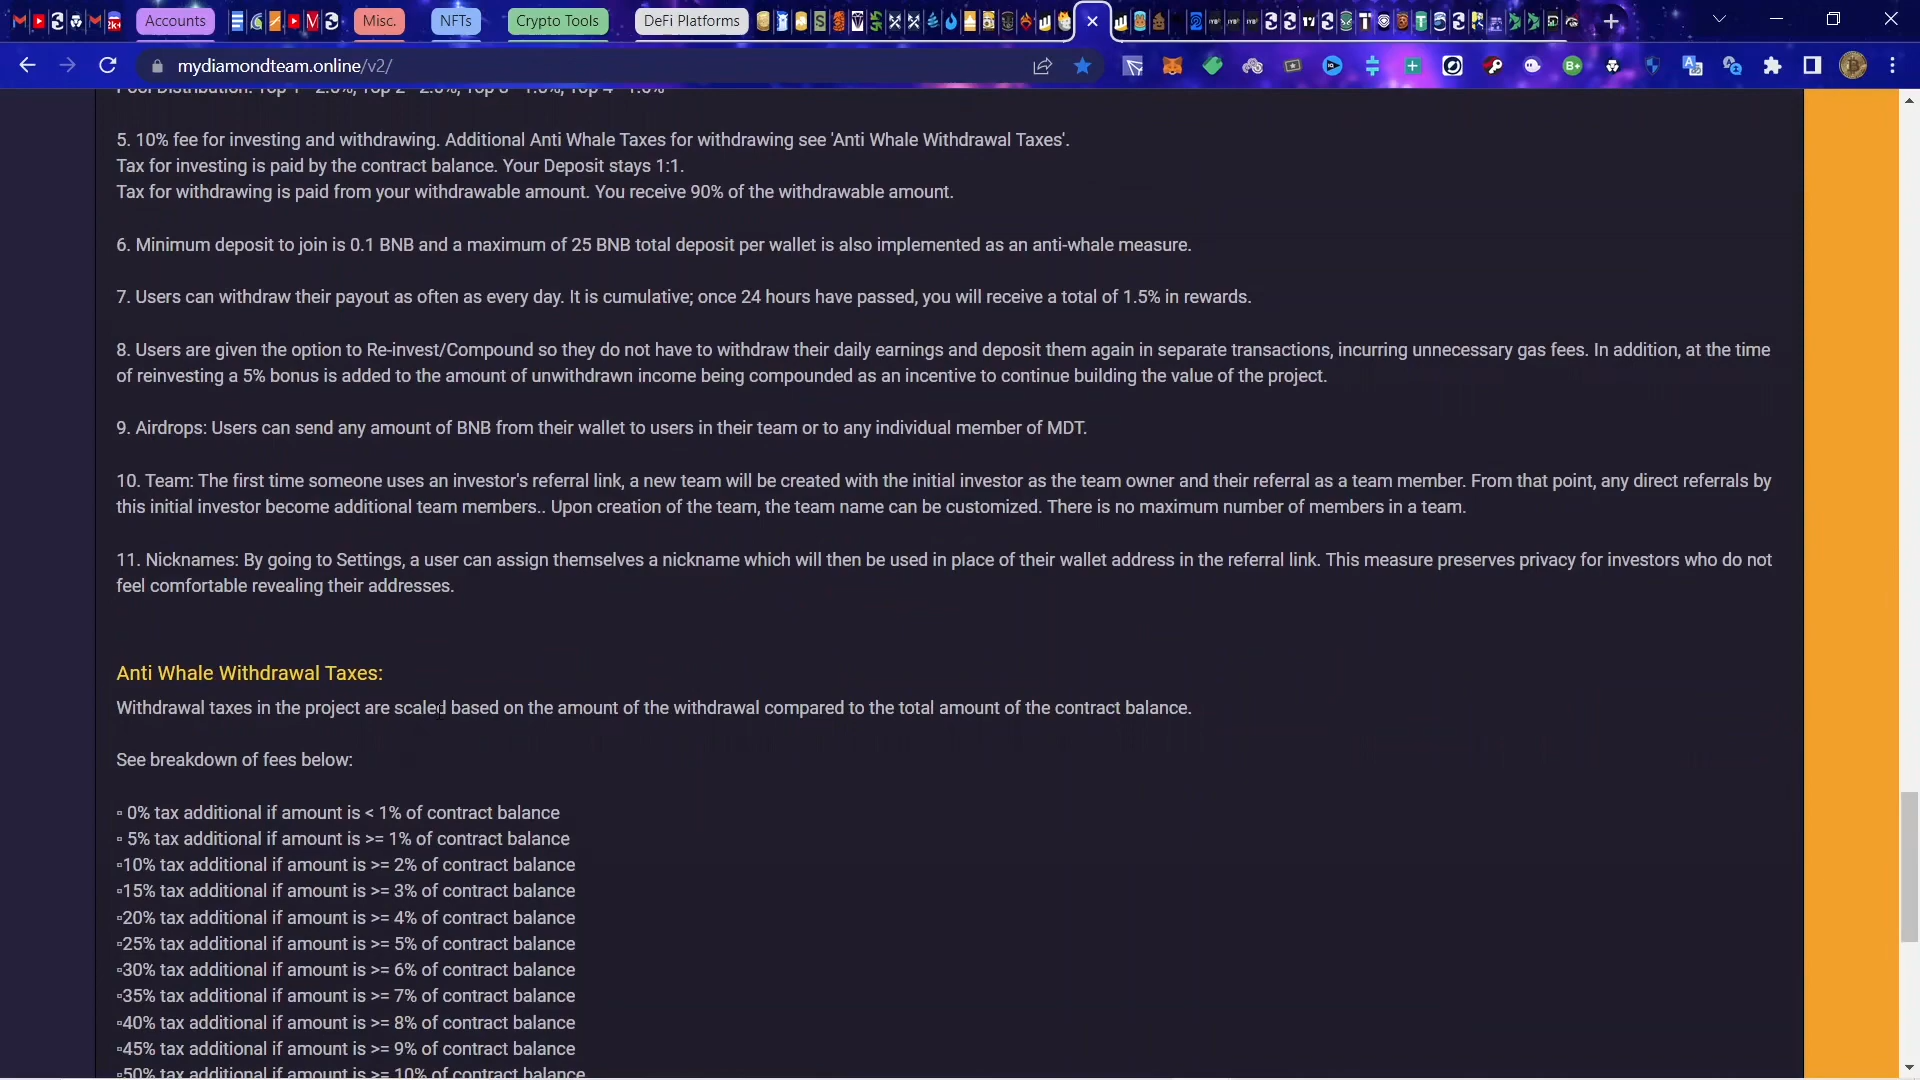 Accounts Misc. NFTs Crypto Tools DeFi Platforms
mydiamondteam.online/v2/
5. 10% fee for investing and withdrawing. Additional Anti Whale Taxes for withdrawing see 'Anti Whale Withdrawal Taxes'.
Tax for investing is paid by the contract balance. Your Deposit stays 1:1.
Tax for withdrawing is paid from your withdrawable amount. You receive 90% of the withdrawable amount.
6. Minimum deposit to join is 0.1 BNB and a maximum of 25 BNB total deposit per wallet is also implemented as an anti-whale measure.
7. Users can withdraw their payout as often as every day. It is cumulative; once 24 hours have passed, you will receive a total of 1.5% in rewards.
8. Users are given the option to Re-invest/Compound so they do not have to withdraw their daily earnings and deposit them again in separate transactions, incurring unnecessary gas fees. In addition, at the time
of reinvesting a 5% bonus is added to the amount of unwithdrawn income being compounded as an incentive to continue building the value of the project.
9. Airdrops: Users can send any amount of BNB from their wallet to users in their team or to any individual member of MDT.
10. Team: The first time someone uses an investor's referral link, a new team will be created with the initial investor as the team owner and their referral as a team member. From that point, any direct referrals by
this initial investor become additional team members.. Upon creation of the team, the team name can be customized. There is no maximum number of members in a team.
11. Nicknames: By going to Settings, a user can assign themselves a nickname which will then be used in place of their wallet address in the referral link. This measure preserves privacy for investors who do not
feel comfortable revealing their addresses.
Anti Whale Withdrawal Taxes:
Withdrawal taxes in the project are scaled based on the amount of the withdrawal compared to the total amount of the contract balance.
See breakdown of fees below:
▫ 0% tax additional if amount is < 1% of contract balance
▫ 5% tax additional if amount is >= 1% of contract balance
▫10% tax additional if amount is >= 2% of contract balance
▫15% tax additional if amount is >= 3% of contract balance
▫20% tax additional if amount is >= 4% of contract balance
▫25% tax additional if amount is >= 5% of contract balance
▫30% tax additional if amount is >= 6% of contract balance
▫35% tax additional if amount is >= 7% of contract balance
▫40% tax additional if amount is >= 8% of contract balance
▫45% tax additional if amount is >= 9% of contract balance
▫50% tax additional if amount is >= 10% of contract balance